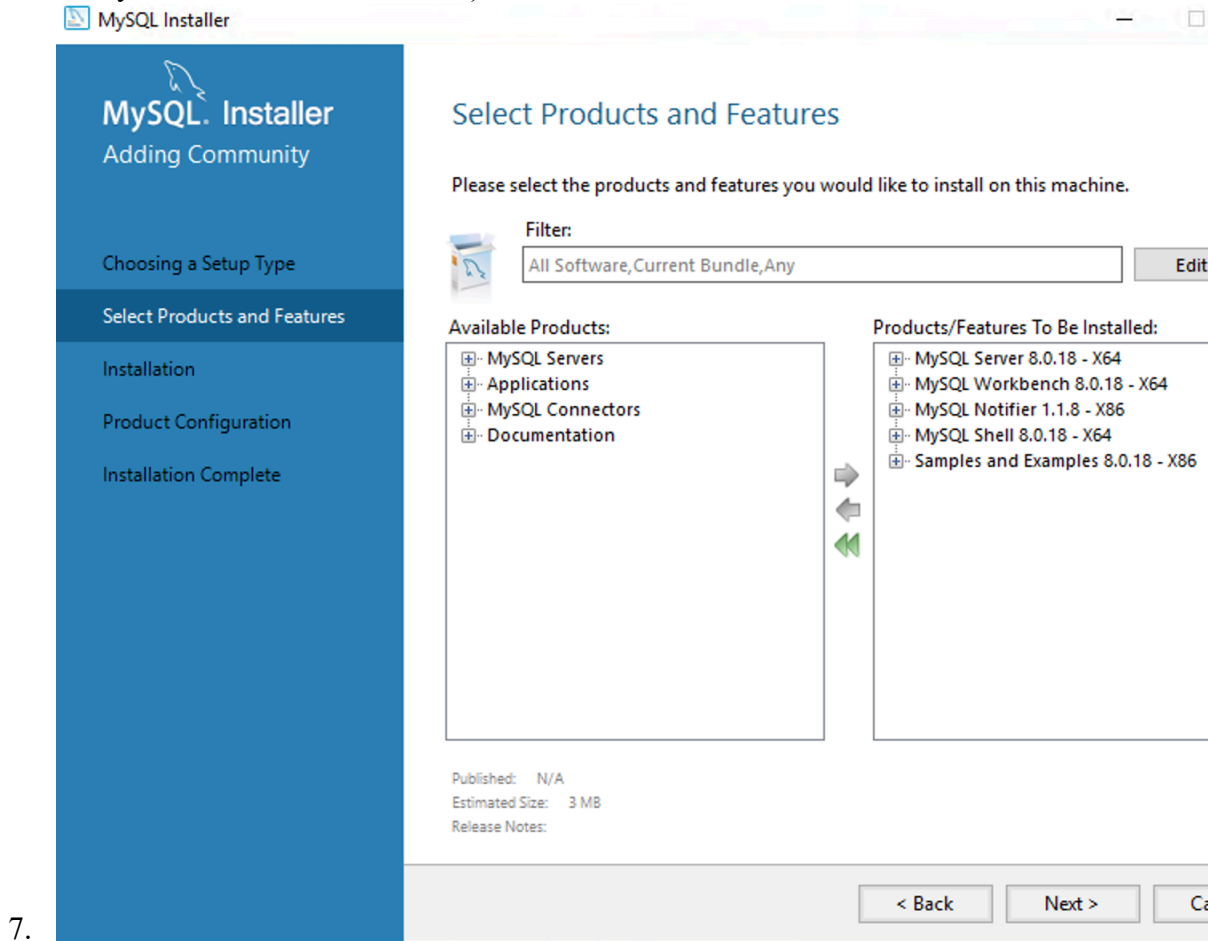 MySQL Installer
MySQL. Installer
Adding Community
Choosing a Setup Type
Select Products and Features
Installation
Product Configuration
Installation Complete
Select Products and Features
Please select the products and features you would like to install on this machine.
Filter:
All Software,Current Bundle,Any
Edit
Available Products:
MySQL Servers
Applications
MySQL Connectors
Documentation
Products/Features To Be Installed:
MySQL Server 8.0.18 - X64
MySQL Workbench 8.0.18 - X64
MySQL Notifier 1.1.8 - X86
MySQL Shell 8.0.18 - X64
Samples and Examples 8.0.18 - X86
Published: N/A
Estimated Size: 3 MB
Release Notes:
< Back
Next >
7.